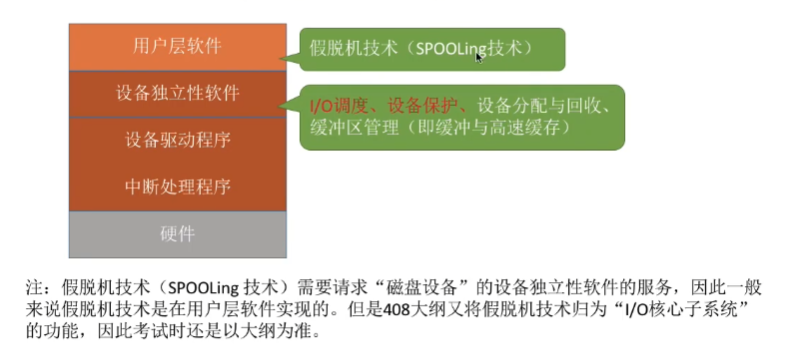 用户层软件
假脱机技术（SPOOLing技术）
设备独立性软件
I/O调度、设备保护、设备分配与回收、
缓冲区管理（即缓冲与高速缓存）
设备驱动程序
中断处理程序
硬件
注：假脱机技术（SPOOLing 技术）需要请求“磁盘设备”的设备独立性软件的服务，因此一般
来说假脱机技术是在用户层软件实现的。但是408大纲又将假脱机技术归为“I/O核心子系统”
的功能，因此考试时还是以大纲为准。